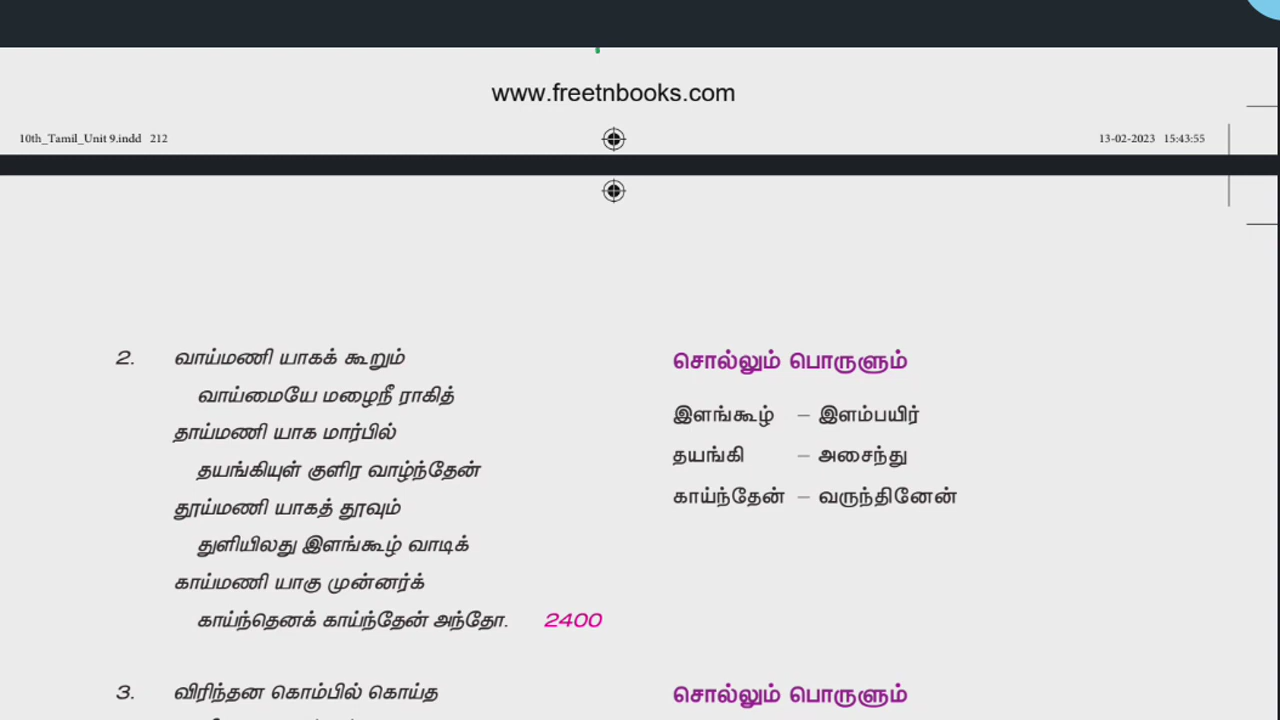 www.freetnbooks.com
10th_Tamil_Unit 9.indd 212
13-02-2023 15:43:55
2. வாய்மணி யாகக் கூறும்
வாய்மையே மழைநீ ராகித்
தாய்மணி யாக மார்பில்
தயங்கியுள் குளிர வாழ்ந்தேன்
தூய்மணி யாகத் தூவும்
துளியிலது இளங்கூழ் வாடிக்
காய்மணி யாகு முன்னர்க்
காய்ந்தெனக் காய்ந்தேன் அந்தோ. 2400
சொல்லும் பொருளும்
இளங்கூழ் – இளம்பயிர்
தயங்கி – அசைந்து
காய்ந்தேன் – வருந்தினேன்
3. விரிந்தன கொம்பில் கொய்த
சொல்லும் பொருளும்